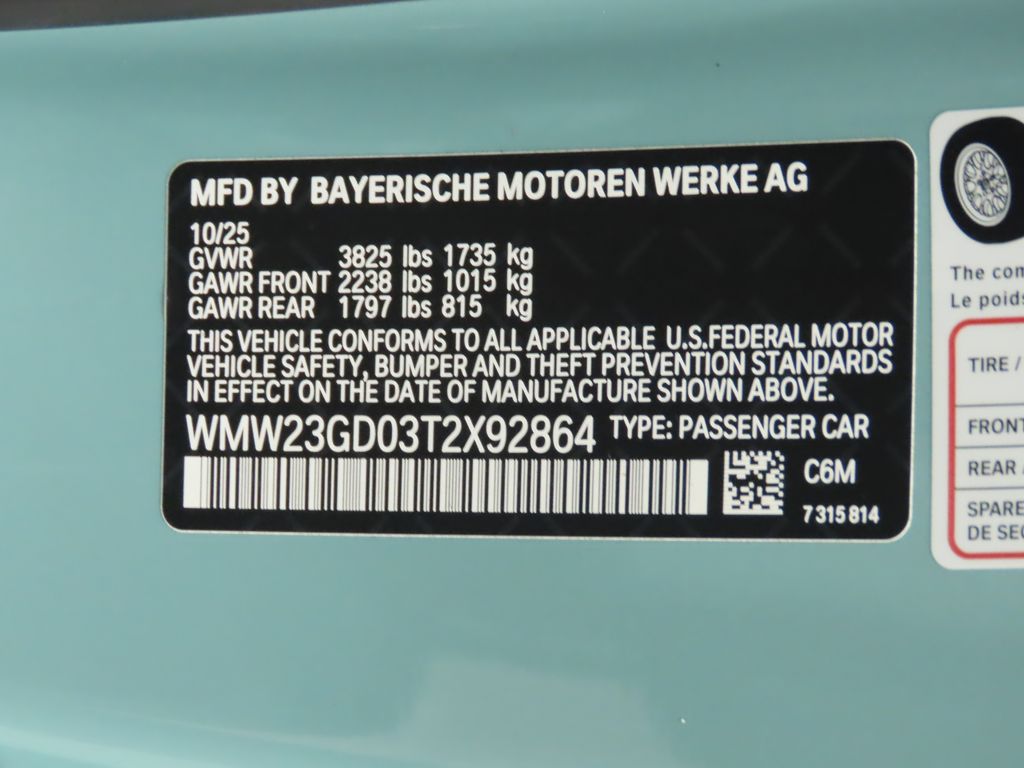 MFD BY BAYERISCHE MOTOREN WERKE AG
10/25
GVWR 3825 lbs 1735 kg
GAWR FRONT 2238 lbs 1015 kg
GAWR REAR 1797 lbs 815 kg
THIS VEHICLE CONFORMS TO ALL APPLICABLE U.S.FEDERAL MOTOR
VEHICLE SAFETY, BUMPER AND THEFT PREVENTION STANDARDS
IN EFFECT ON THE DATE OF MANUFACTURE SHOWN ABOVE.
WMW23GD03T2X92864 TYPE: PASSENGER CAR
C6M
7 315 814
The com
Le poids
TIRE /
FRONT
REAR
SPARE
DE SEC